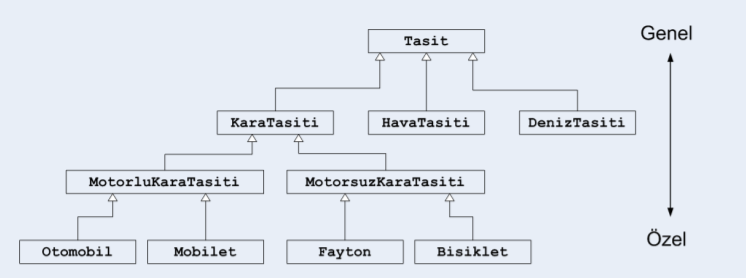 Tasit
Genel
KaraTasiti
HavaTasiti
DenizTasiti
MotorluKaraTasiti
MotorsuzKaraTasiti
Özel
Otomobil
Mobilet
Fayton
Bisiklet